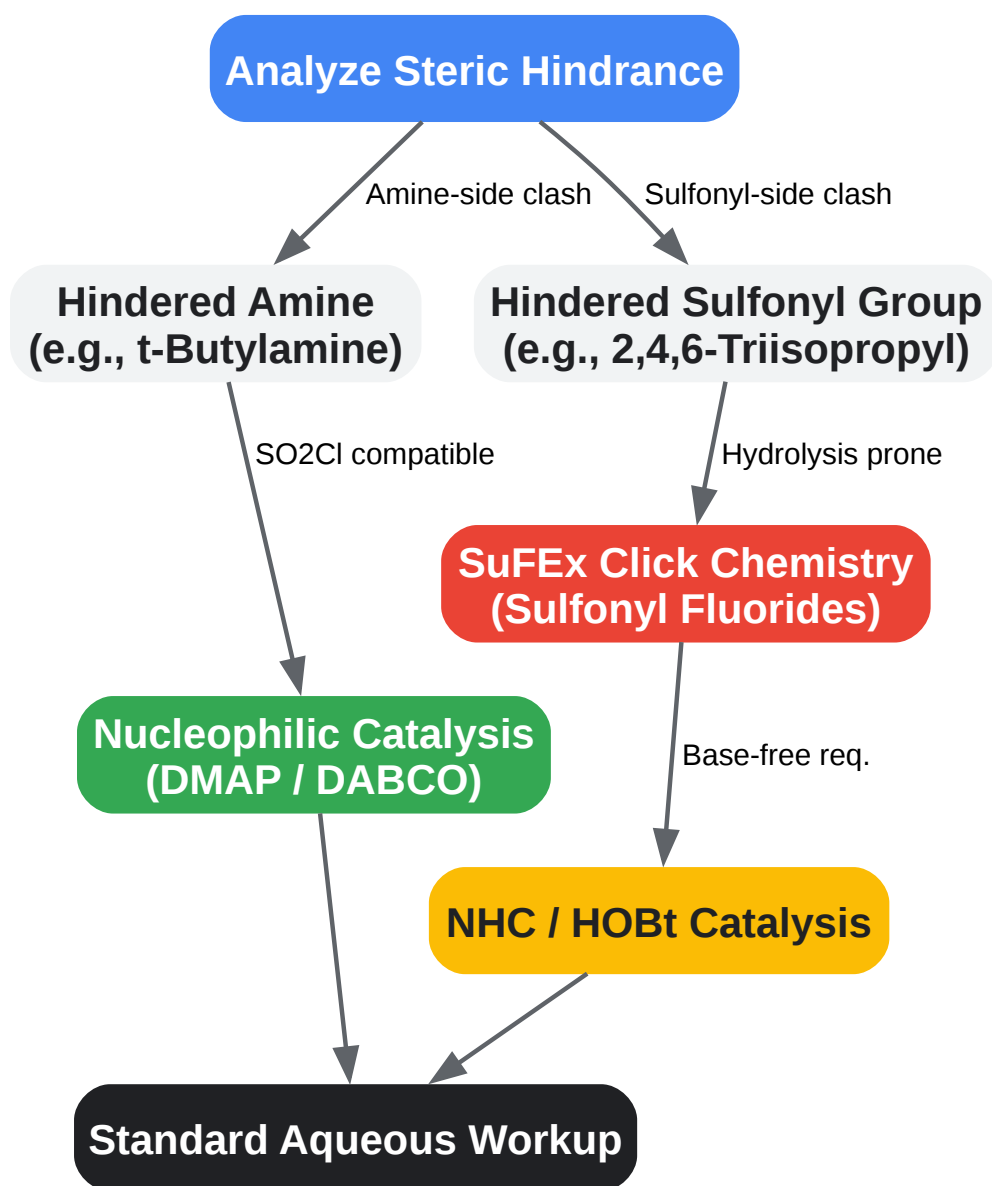 Analyze Steric Hindrance
Amine-side clash
Sulfonyl-side clash
Hindered Amine
(e.g., t-Butylamine)
Hindered Sulfonyl Group
(e.g., 2,4,6-Triisopropyl)
SO2Cl compatible
Hydrolysis prone
SuFEx Click Chemistry
(Sulfonyl Fluorides)
Nucleophilic Catalysis
(DMAP / DABCO)
Base-free req.
NHC / HOBt Catalysis
Standard Aqueous Workup